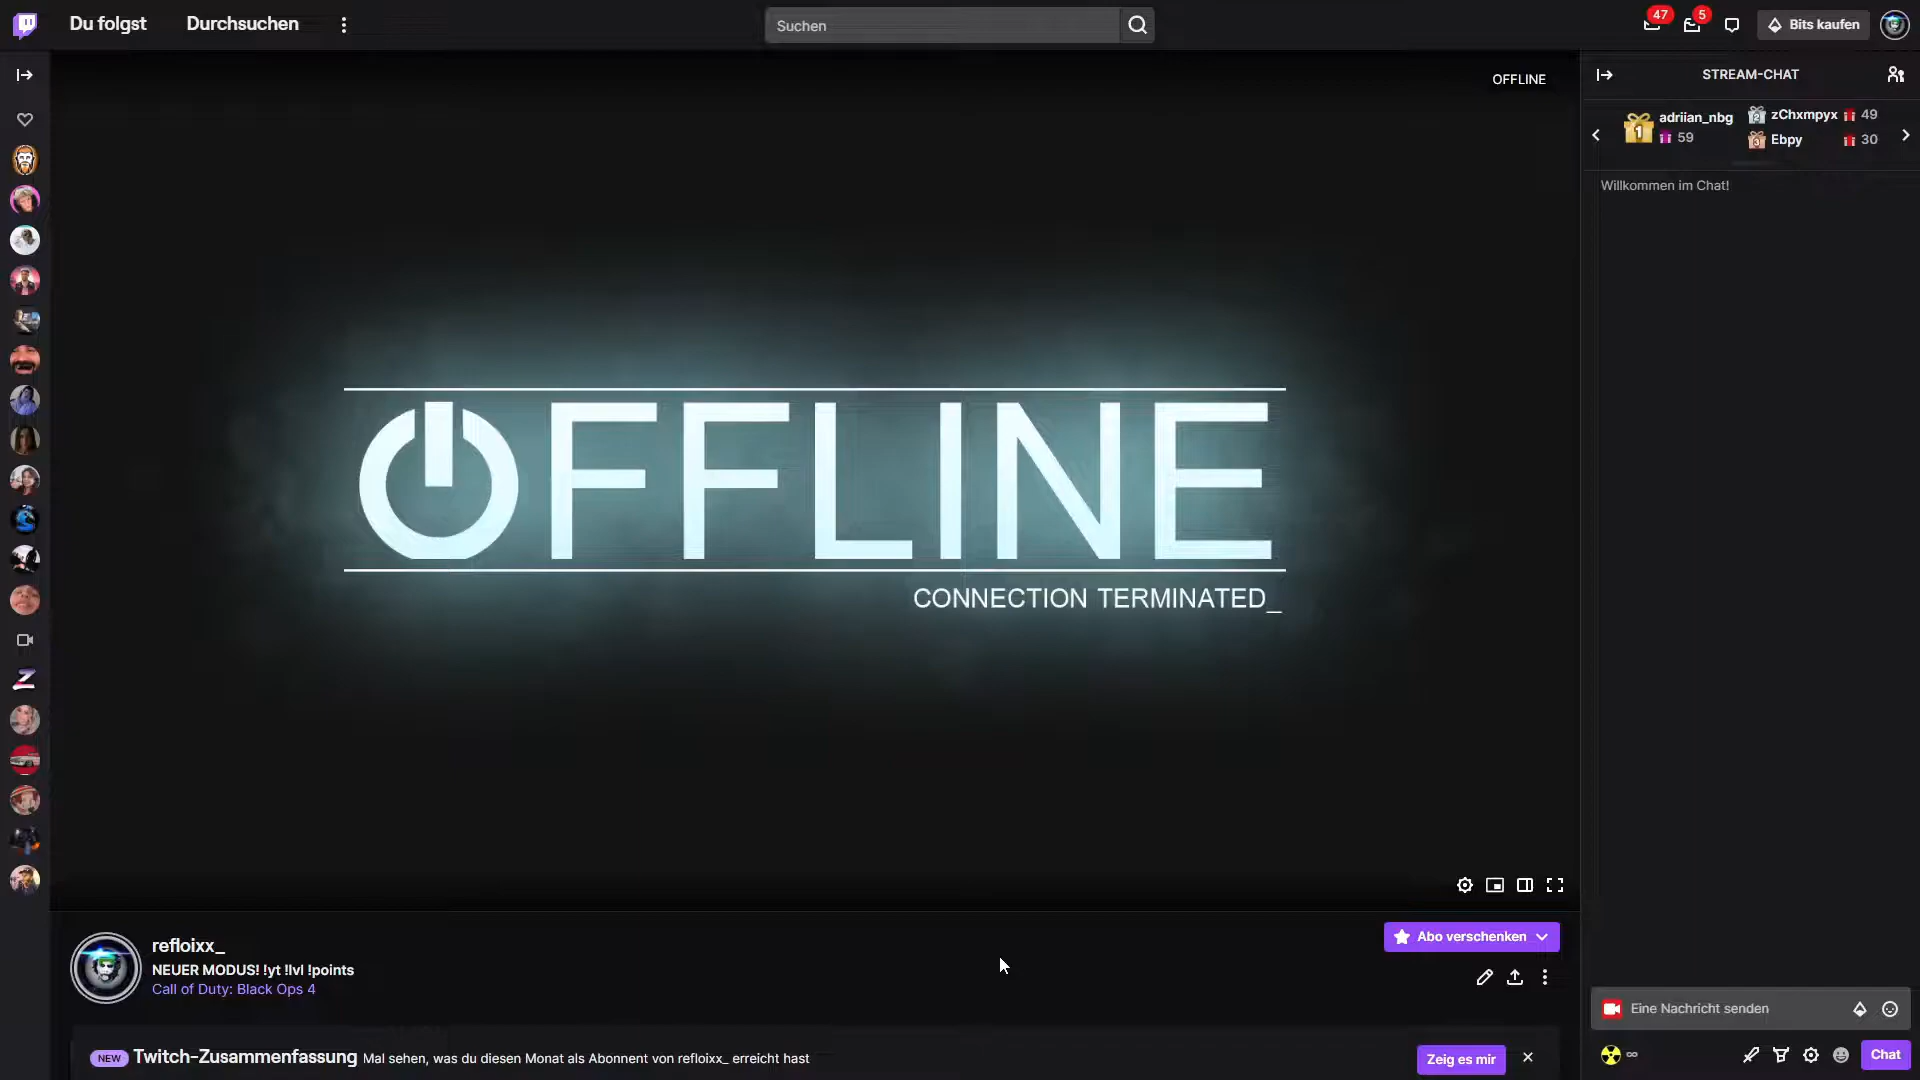 Du folgst
Durchsuchen
Suchen
47
5
Bits kaufen
OFFLINE
STREAM-CHAT
1
adriian_nbg
59
2
zChxmpyx
49
3
Ebpy
30
Willkommen im Chat!
OFFLINE
CONNECTION TERMINATED_
refloixx_
NEUER MODUS! !yt !lvl !points
Call of Duty: Black Ops 4
Abo verschenken
NEW Twitch-Zusammenfassung Mal sehen, was du diesen Monat als Abonnent von refloixx_ erreicht hast
Zeig es mir
Eine Nachricht senden
∞
Chat